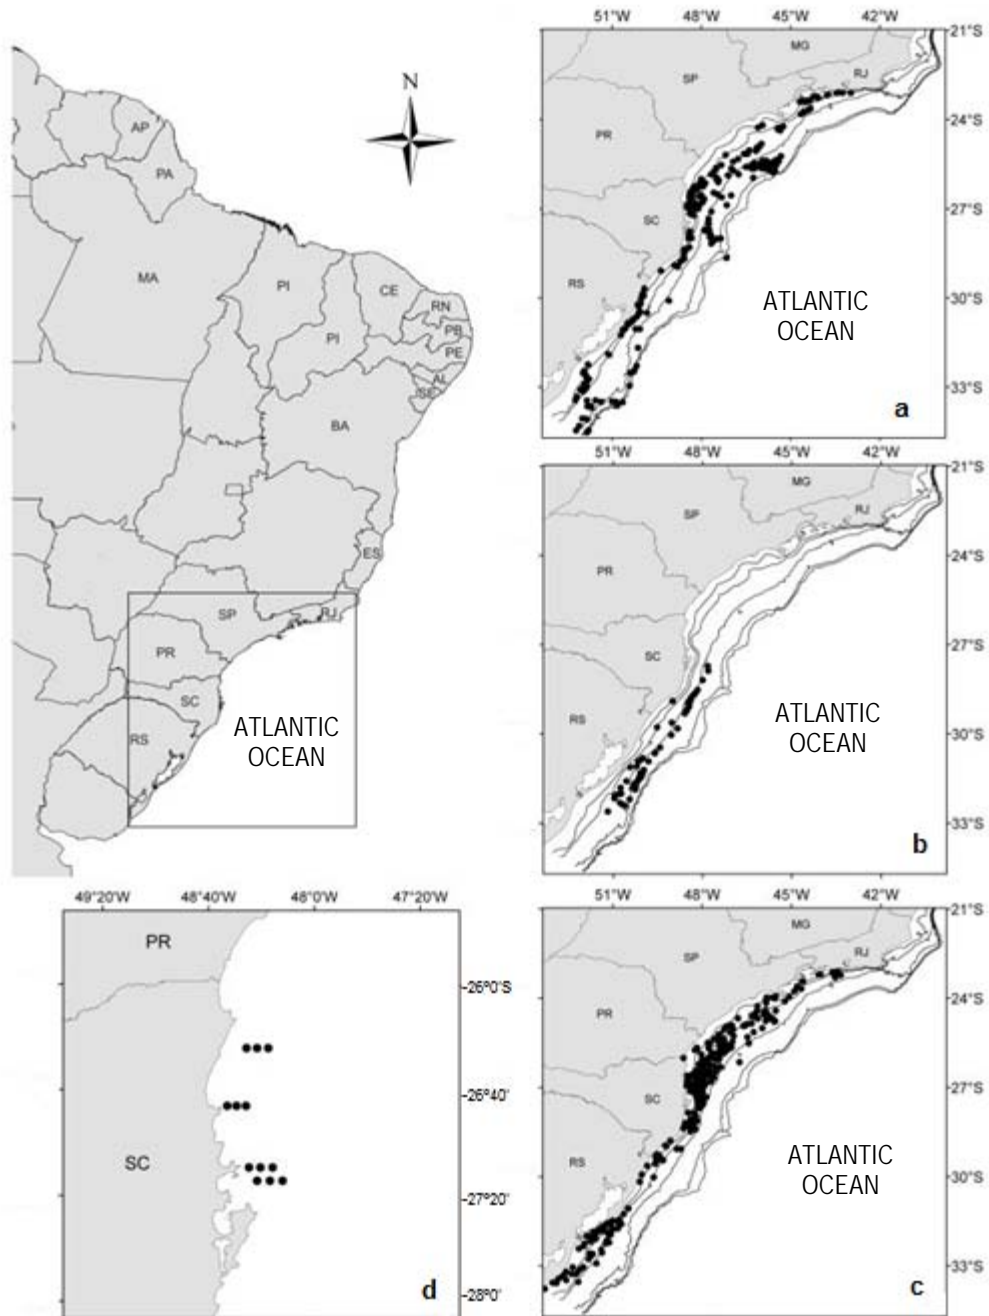 N
AP
PA
MA
PI
CE
RN
PI
PB
PE
AL
SE
BA
ES
SP
RJ
PR
SC
RS
ATLANTIC
OCEAN
51°W 48°W 45°W 42°W
21°S
MG
SP
RJ
24°S
PR
27°S
SC
RS
30°S
ATLANTIC
OCEAN
33°S
a
51°W 48°W 45°W 42°W
21°S
MG
SP
RJ
24°S
PR
27°S
SC
RS
30°S
ATLANTIC
OCEAN
33°S
b
51°W 48°W 45°W 42°W
21°S
MG
SP
RJ
24°S
PR
27°S
SC
RS
30°S
ATLANTIC
OCEAN
33°S
c
49°20'W 48°40'W 48°0'W 47°20'W
PR
26°0'S
26°40'
SC
27°20'
28°0'
d